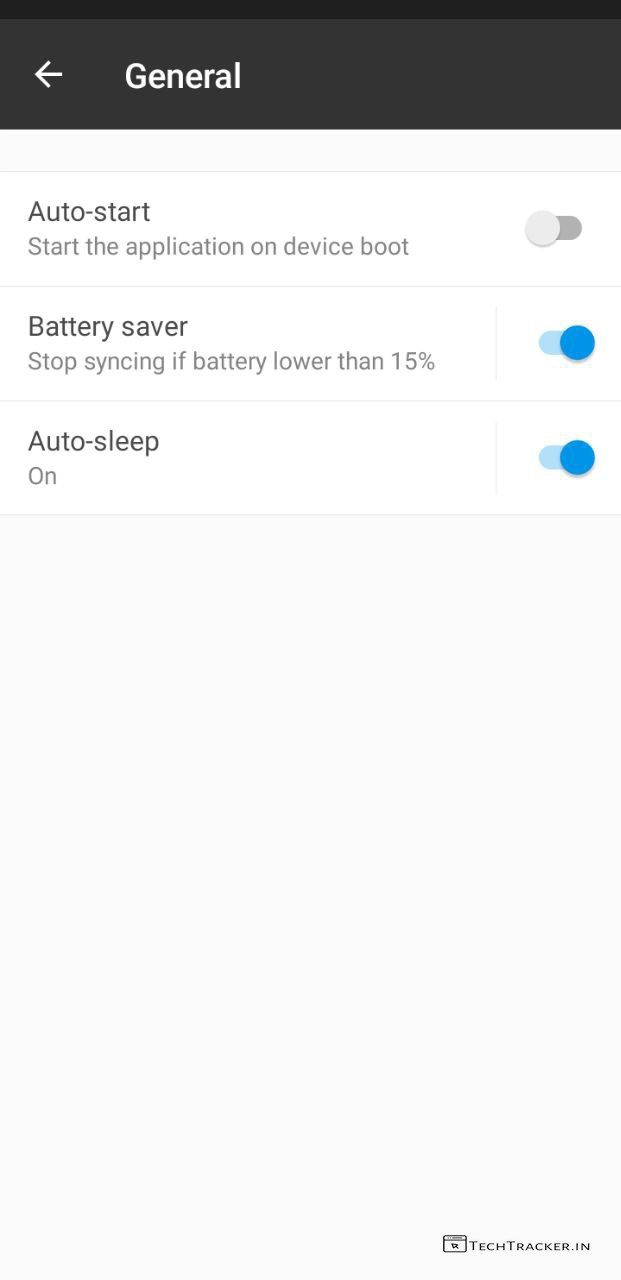 General
Auto-start
Start the application on device boot
Battery saver
Stop syncing if battery lower than 15%
Auto-sleep
On
TECHTRACKER.IN